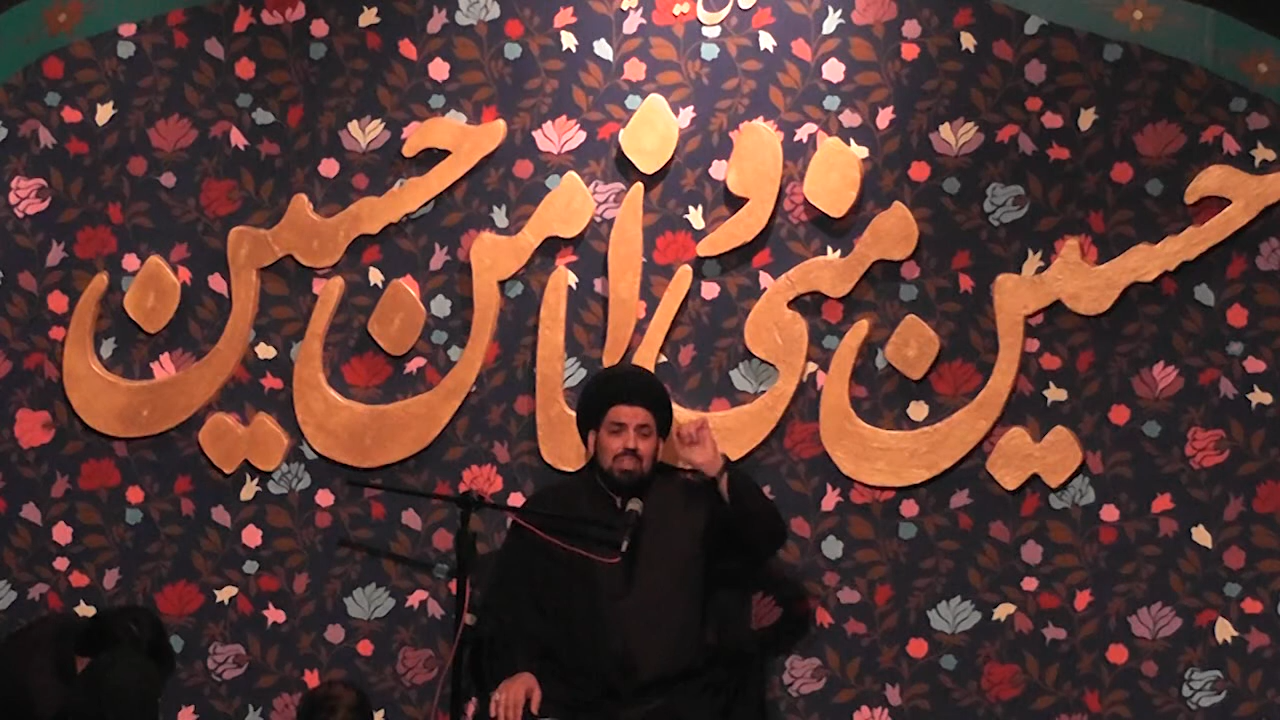 حسین منی و انا من حسین